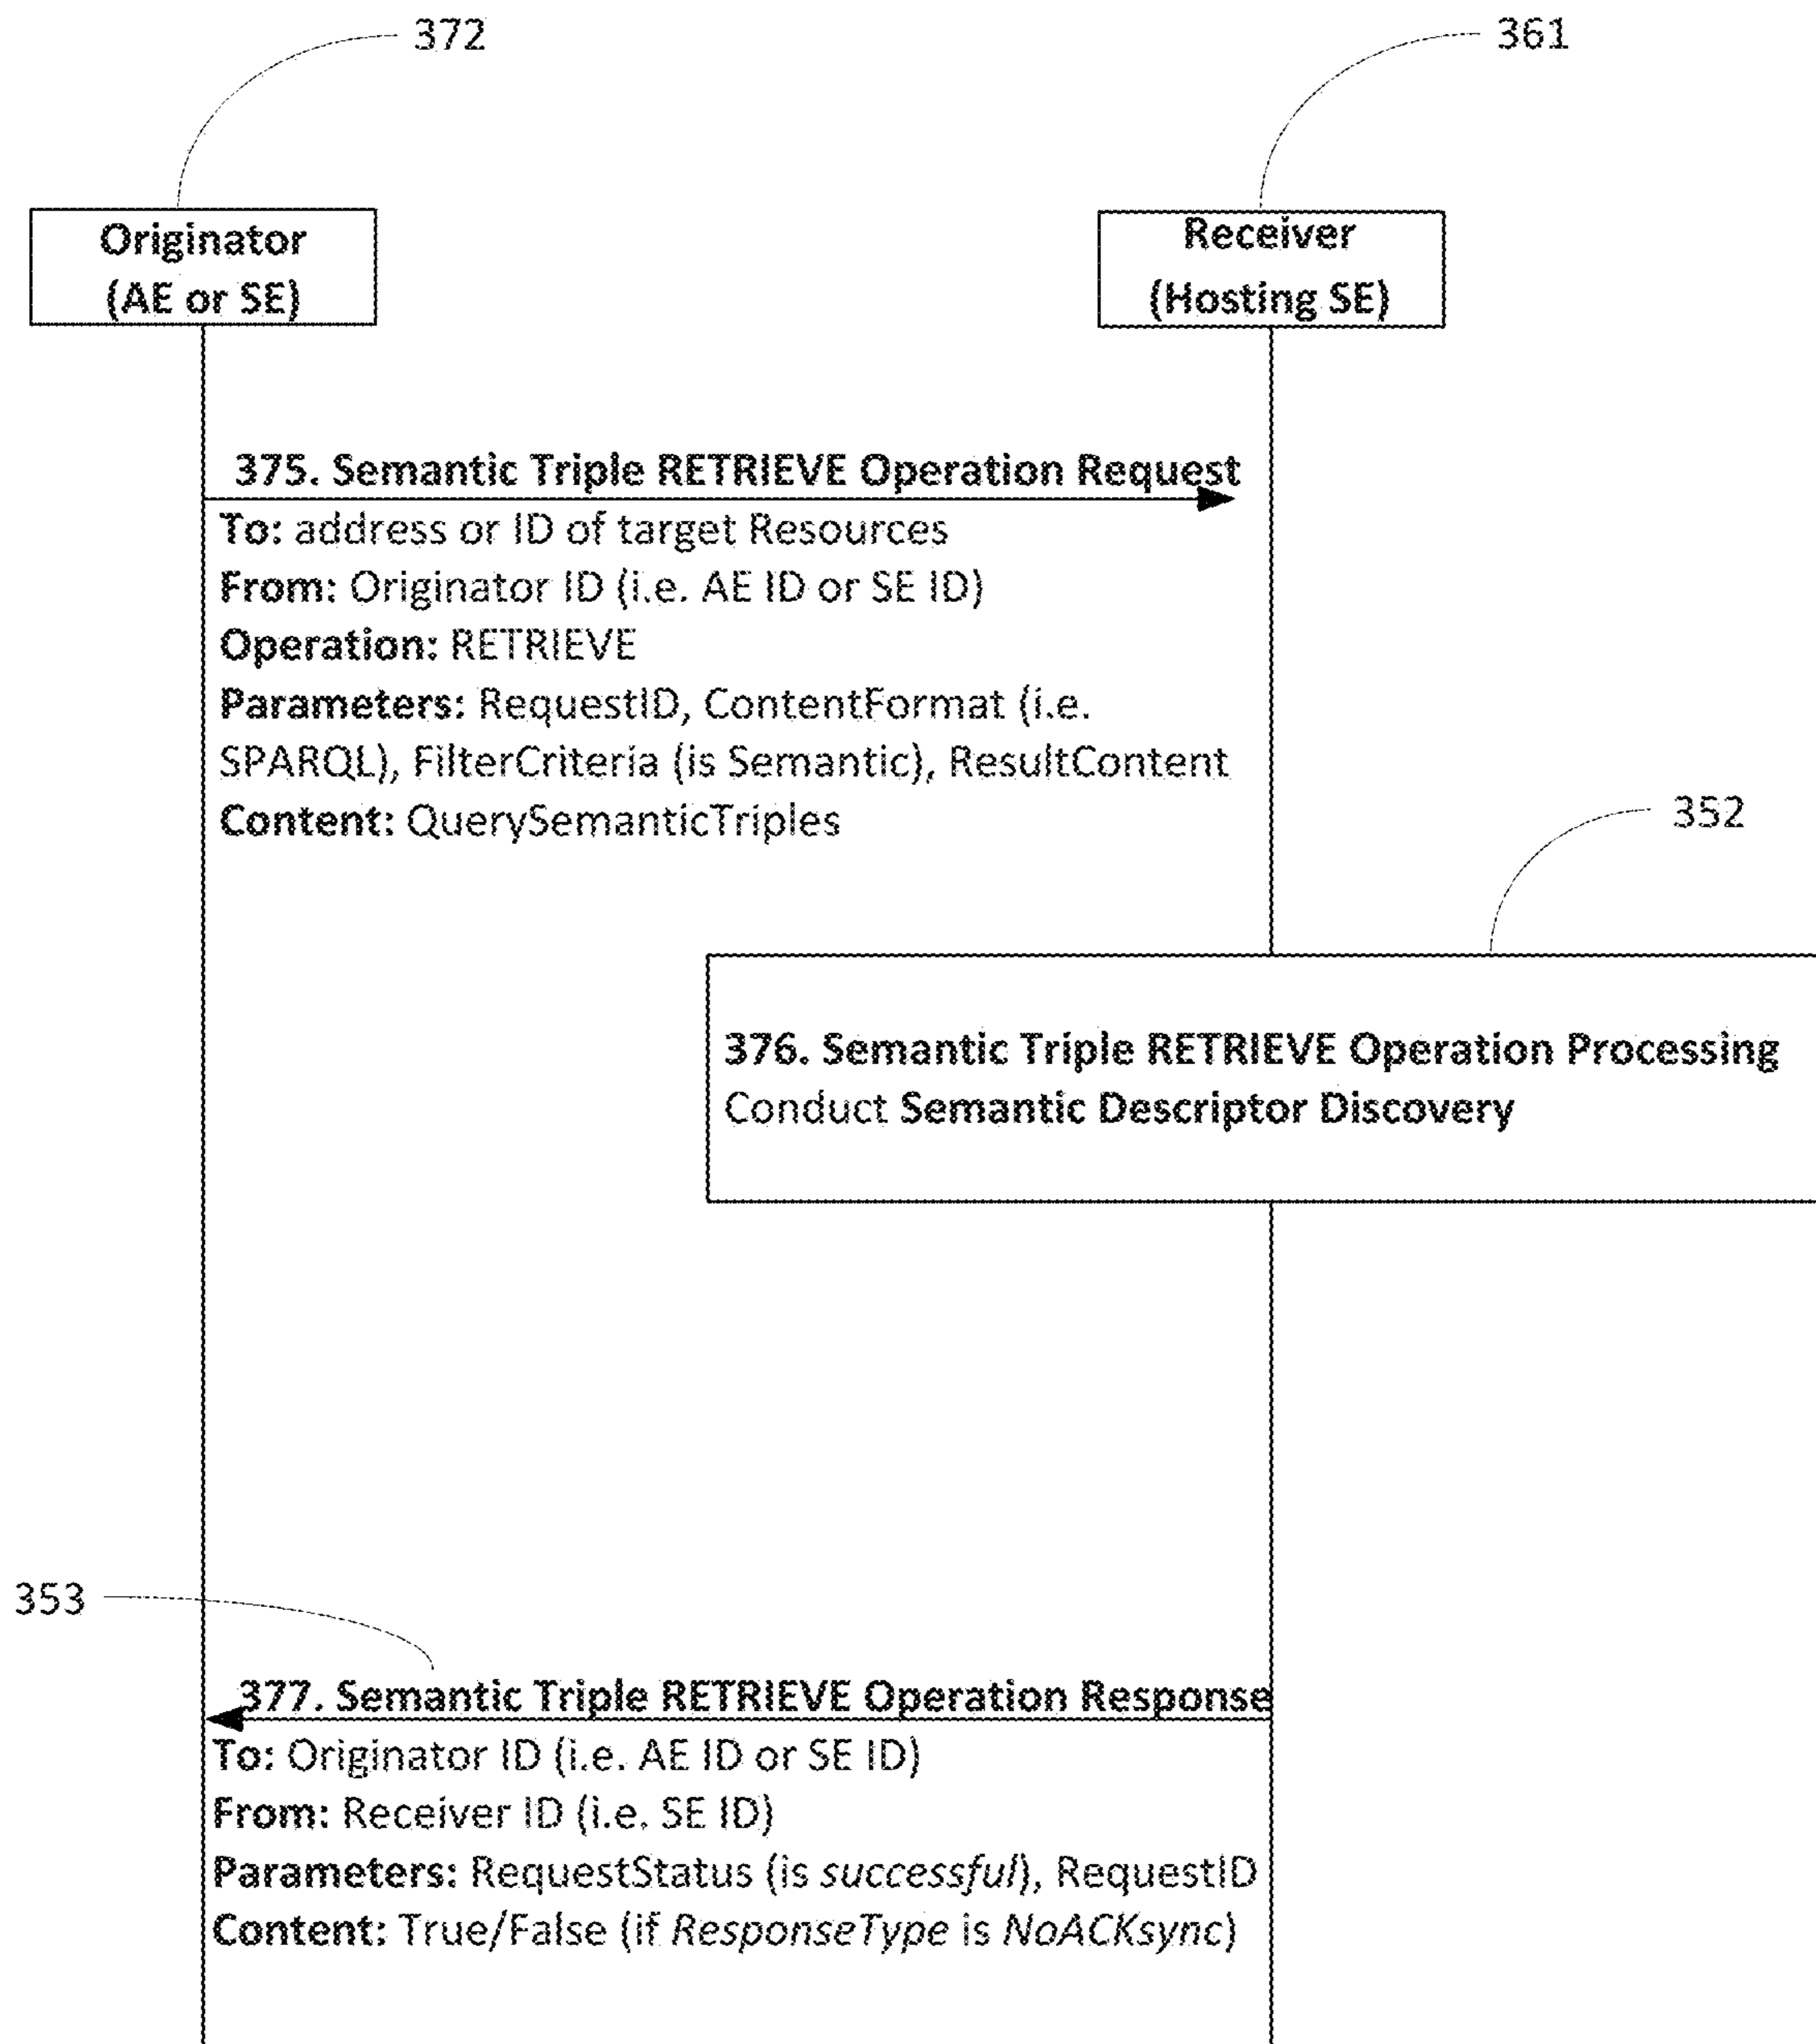 372
361
Originator
(AE or SE)
Receiver
(Hosting SE)
375. Semantic Triple RETRIEVE Operation Request
To: address or ID of target Resources
From: Originator ID (i.e. AE ID or SE ID)
Operation: RETRIEVE
Parameters: RequestID, ContentFormat (i.e.
SPARQL), FilterCriteria (is Semantic), ResultContent
Content: QuerySemanticTriples
352
376. Semantic Triple RETRIEVE Operation Processing
Conduct Semantic Descriptor Discovery
353
377. Semantic Triple RETRIEVE Operation Response
To: Originator ID (i.e. AE ID or SE ID)
From: Receiver ID (i.e. SE ID)
Parameters: RequestStatus (is successful), RequestID
Content: True/False (if ResponseType is NoACKsync)